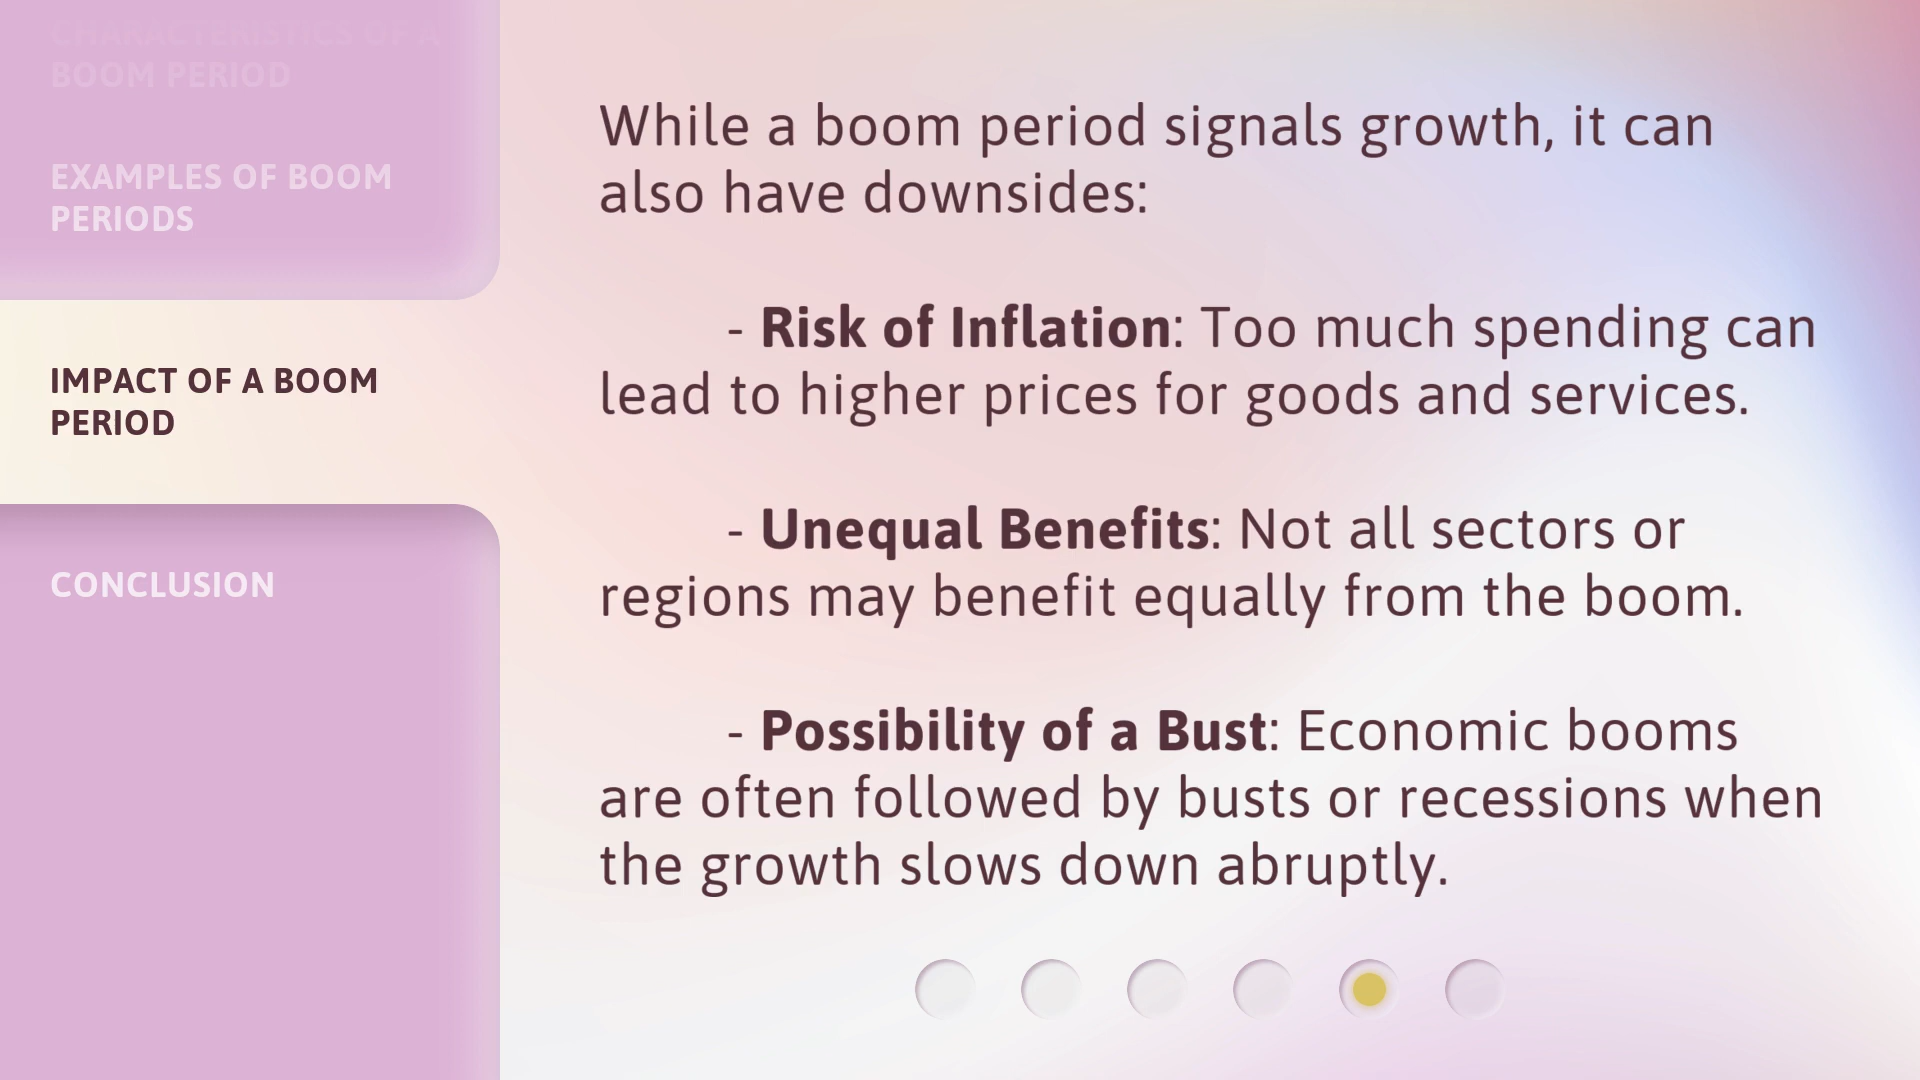 CHARACTERISTICS OF A
BOOM PERIOD
EXAMPLES OF BOOM
PERIODS
IMPACT OF A BOOM
PERIOD
CONCLUSION
While a boom period signals growth, it can
also have downsides:
- Risk of Inflation: Too much spending can
lead to higher prices for goods and services.
- Unequal Benefits: Not all sectors or
regions may benefit equally from the boom.
- Possibility of a Bust: Economic booms
are often followed by busts or recessions when
the growth slows down abruptly.